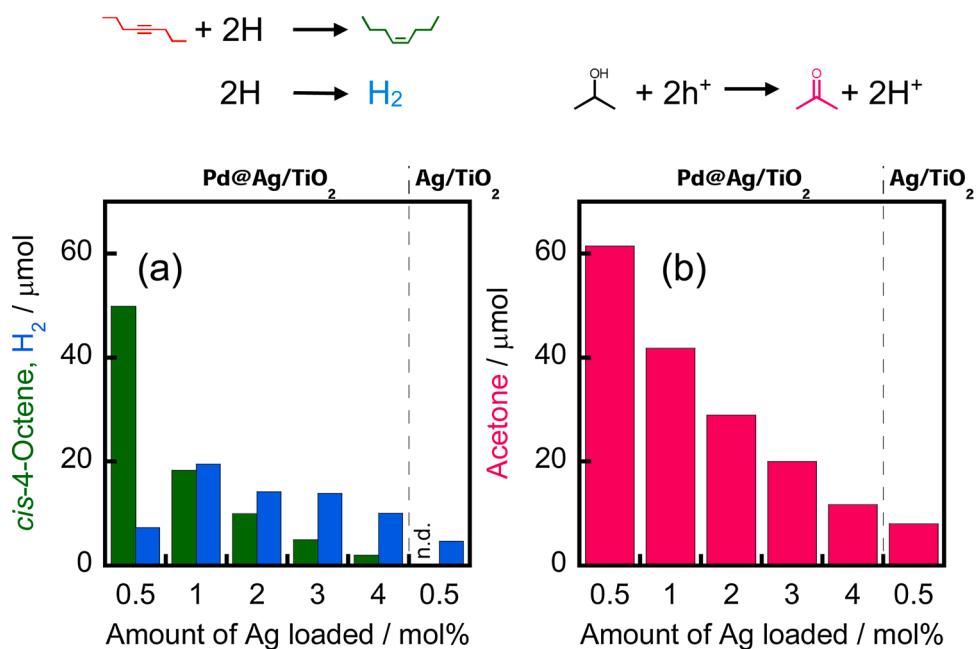 + 2H
2H
H₂
OH
+ 2h⁺
O
+ 2H⁺
Pd@Ag/TiO₂
Ag/TiO₂
(a)
cis-4-Octene, H₂ / μmol
60
40
20
0
n.d.
0.5 1 2 3 4 0.5
Amount of Ag loaded / mol%
Pd@Ag/TiO₂
Ag/TiO₂
(b)
Acetone / μmol
60
40
20
0
0.5 1 2 3 4 0.5
Amount of Ag loaded / mol%